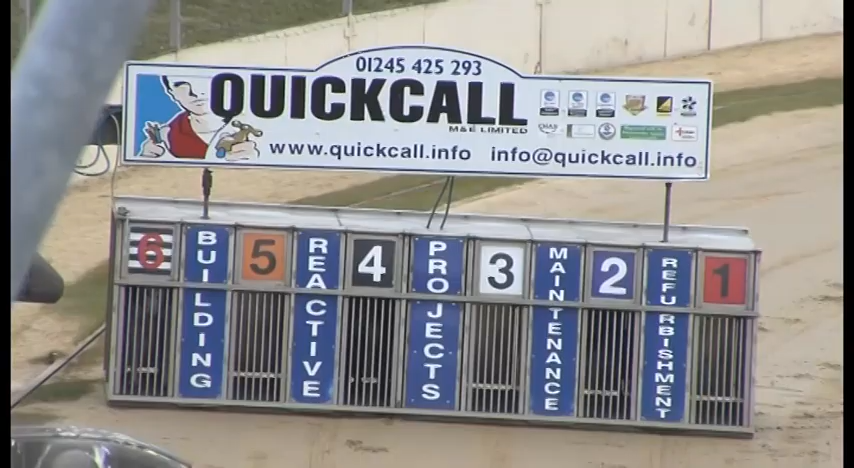 01245 425 293
QUICKCALL
M&E LIMITED
www.quickcall.info info@quickcall.info
6 BUILDING 5 REACTIVE 4 PROJECTS 3 MAINTENANCE 2 REFURBISHMENT 1